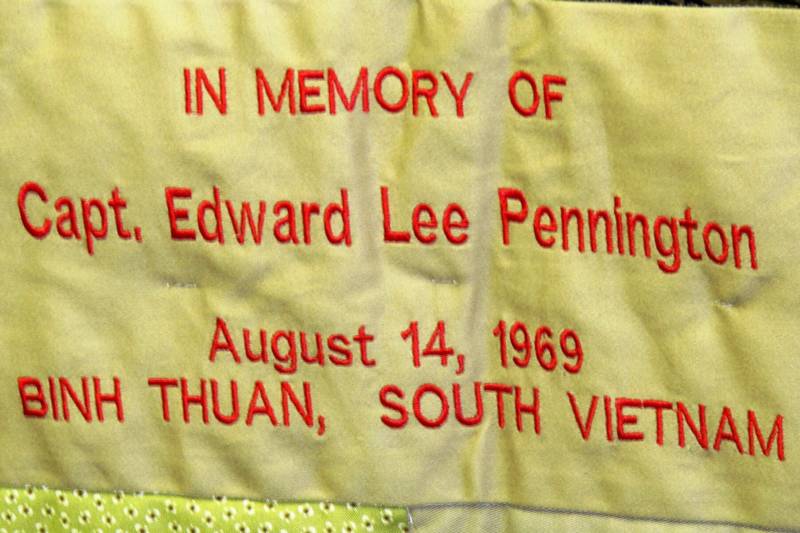 IN MEMORY OF
Capt. Edward Lee Pennington
August 14, 1969
BINH THUAN, SOUTH VIETNAM